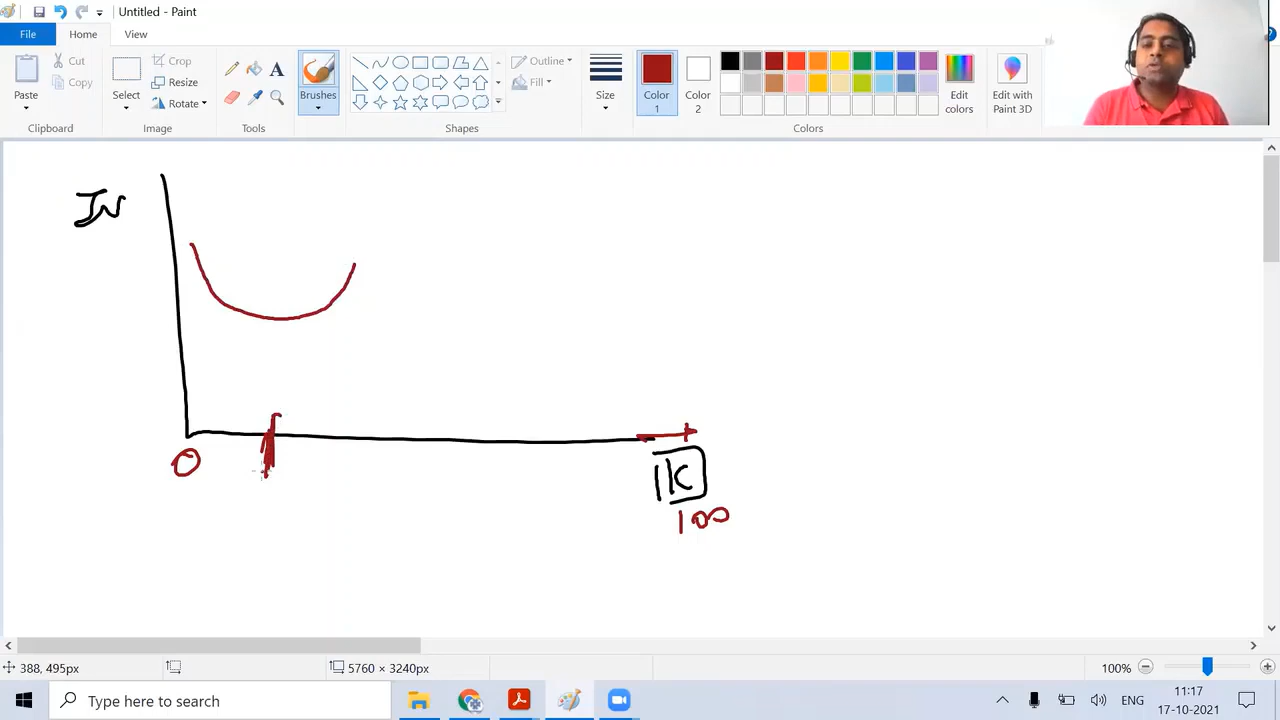 Untitled - Paint
File Home View
Paste
Cut
Copy
Clipboard
Select
Crop
Resize
Rotate
Image
A
Tools
Brushes
Outline
Fill
Shapes
Size
Color 1
Color 2
Edit colors
Colors
Edit with Paint 3D
IV
0
K
100
388, 495px
5760 × 3240px
100%
Type here to search
ENG
11:17
17-10-2021